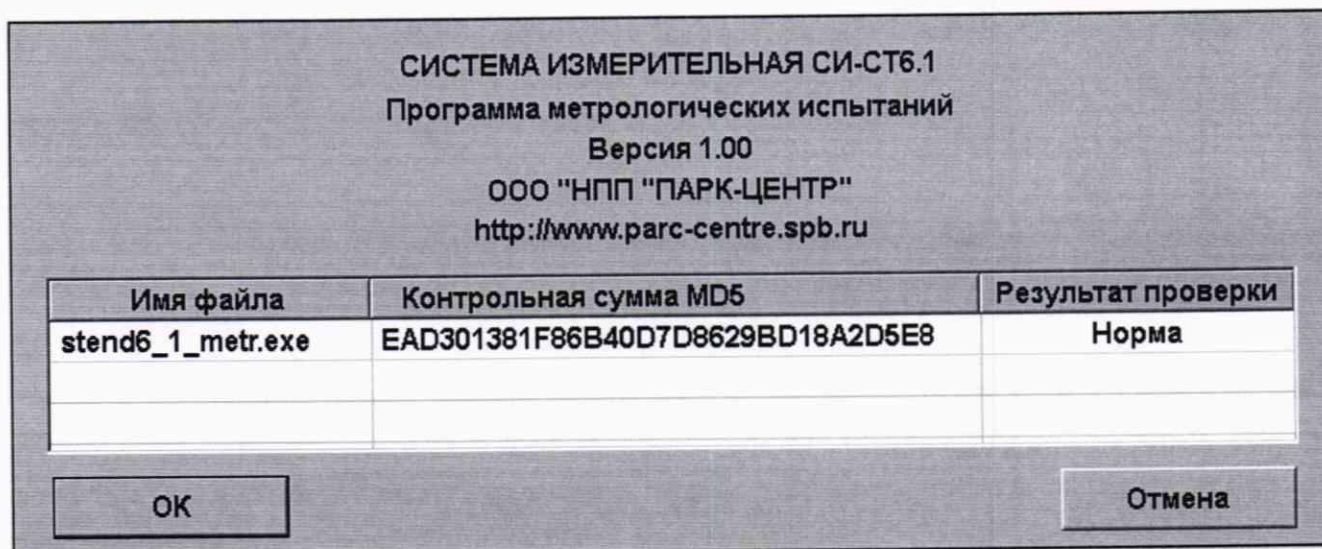 СИСТЕМА ИЗМЕРИТЕЛЬНАЯ СИ-СТ6.1
Программа метрологических испытаний
Версия 1.00
ООО "НПП "ПАРК-ЦЕНТР"
http://www.parc-centre.spb.ru
Имя файла Контрольная сумма MD5 Результат проверки
stend6_1_metr.exe EAD301381F86B40D7D8629BD18A2D5E8 Норма
ОК Отмена